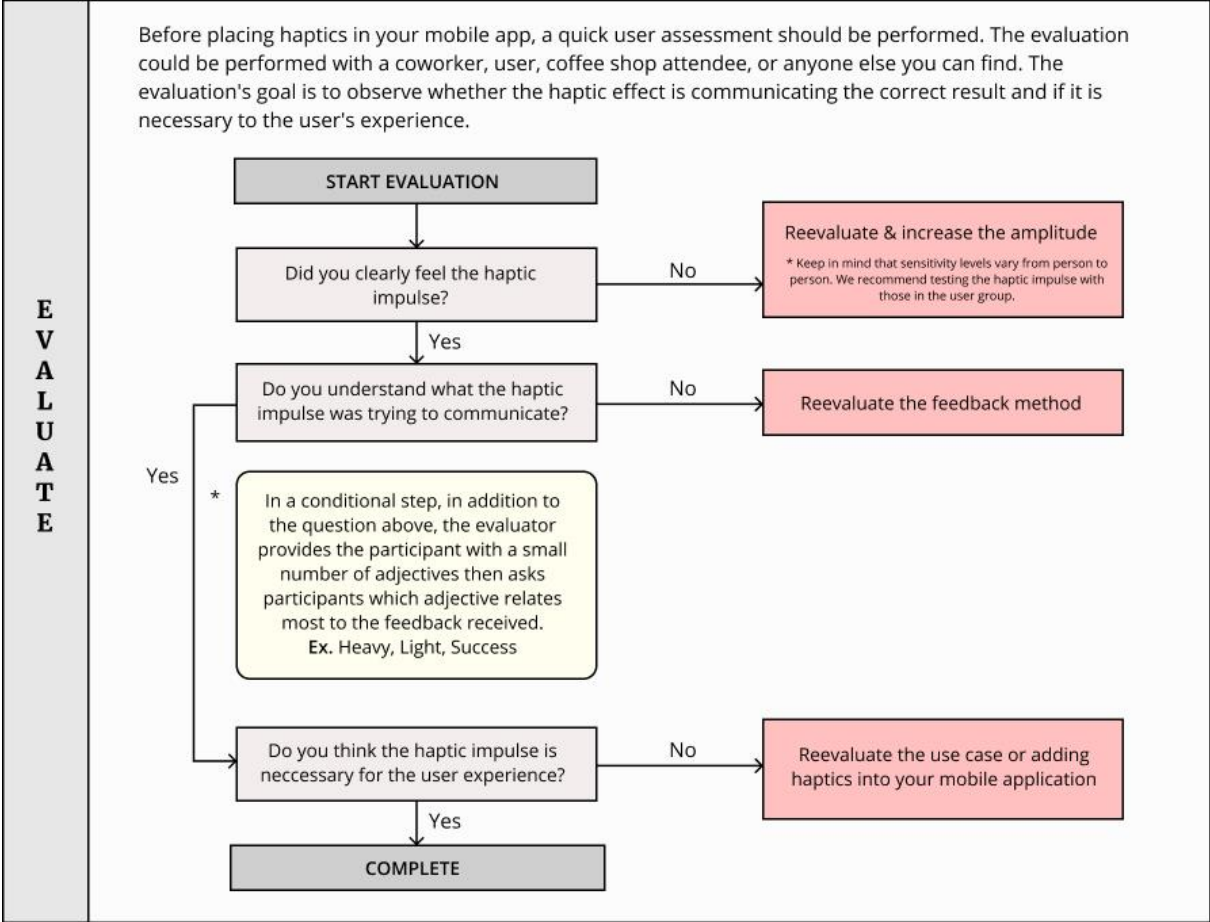 EVALUATE
Before placing haptics in your mobile app, a quick user assessment should be performed. The evaluation
could be performed with a coworker, user, coffee shop attendee, or anyone else you can find. The
evaluation's goal is to observe whether the haptic effect is communicating the correct result and if it is
necessary to the user's experience.
START EVALUATION
Did you clearly feel the haptic
impulse?
No
Reevaluate & increase the amplitude
* Keep in mind that sensitivity levels vary from person to
person. We recommend testing the haptic impulse with
those in the user group.
Yes
Do you understand what the haptic
impulse was trying to communicate?
No
Reevaluate the feedback method
Yes
*
In a conditional step, in addition to
the question above, the evaluator
provides the participant with a small
number of adjectives then asks
participants which adjective relates
most to the feedback received.
Ex. Heavy, Light, Success
Do you think the haptic impulse is
neccessary for the user experience?
No
Reevaluate the use case or adding
haptics into your mobile application
Yes
COMPLETE